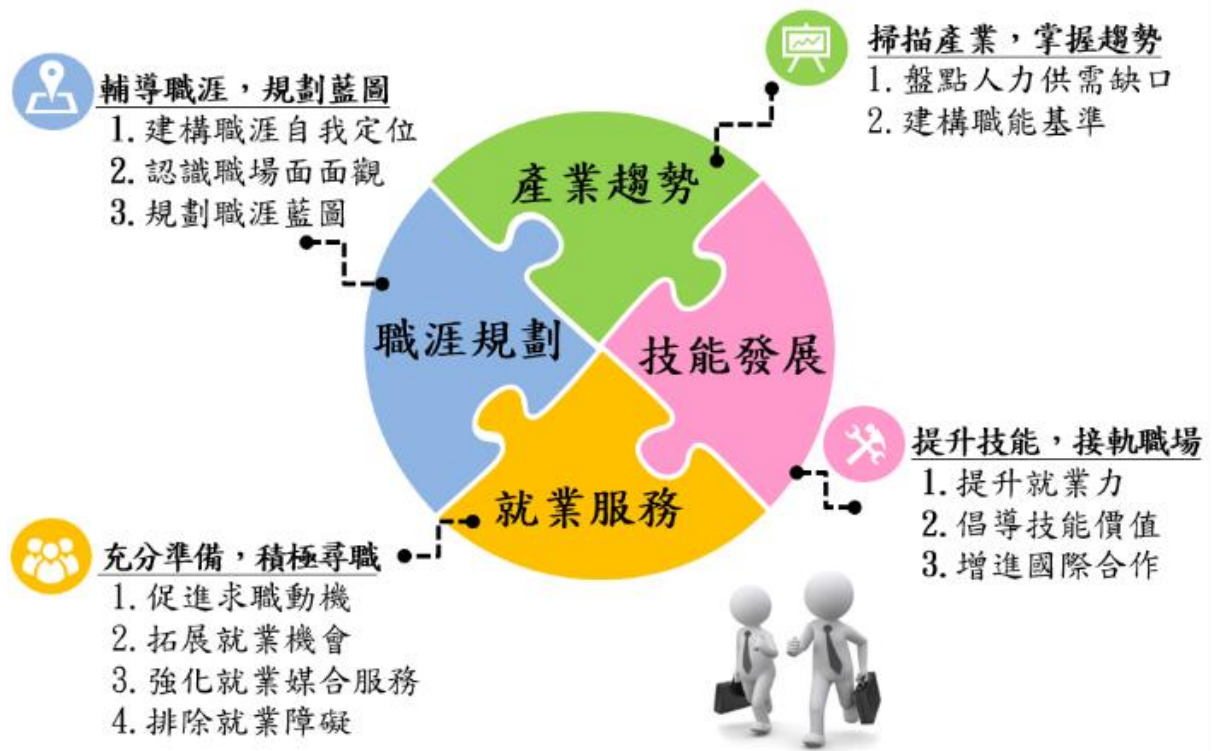 掃描產業，掌握趨勢
1. 盤點人力供需缺口
2. 建構職能基準
輔導職涯，規劃藍圖
1. 建構職涯自我定位
2. 認識職場面面觀
3. 規劃職涯藍圖
產業趨勢
職涯規劃
技能發展
就業服務
提升技能，接軌職場
1. 提升就業力
2. 倡導技能價值
3. 增進國際合作
充分準備，積極尋職
1. 促進求職動機
2. 拓展就業機會
3. 強化就業媒合服務
4. 排除就業障礙